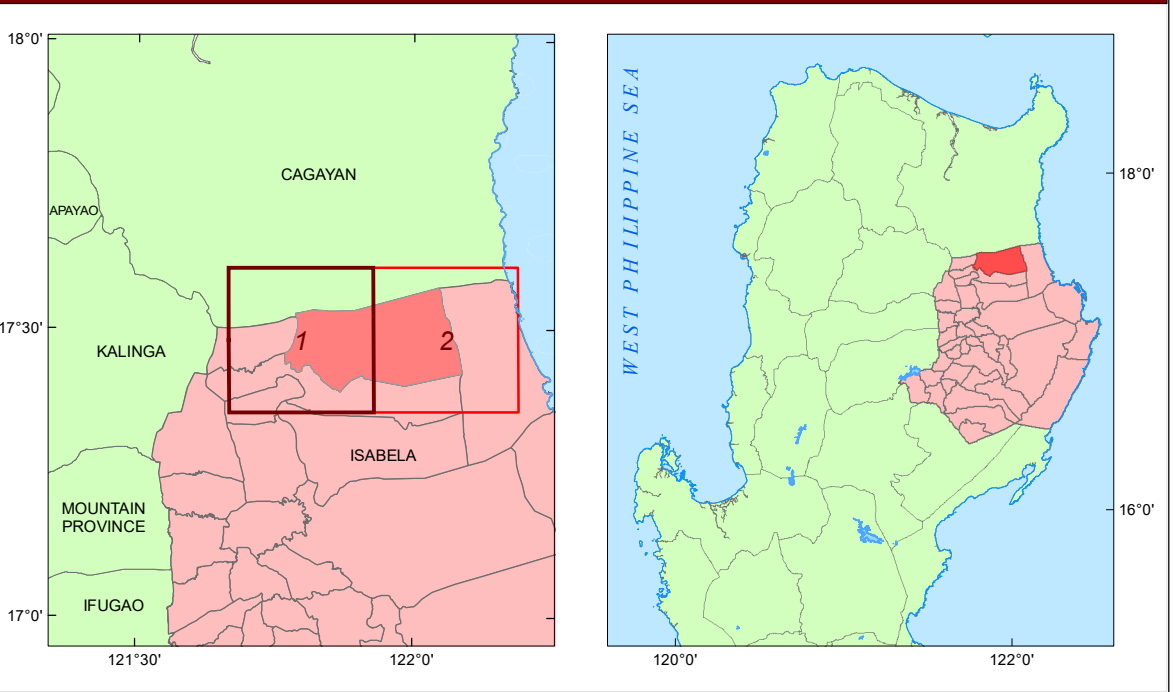 18°0'
CAGAYAN
APAYAO
17°30'
1
2
KALINGA
ISABELA
MOUNTAIN
PROVINCE
IFUGAO
17°0'
121°30'
122°0'
WEST PHILIPPINE SEA
18°0'
16°0'
120°0'
122°0'